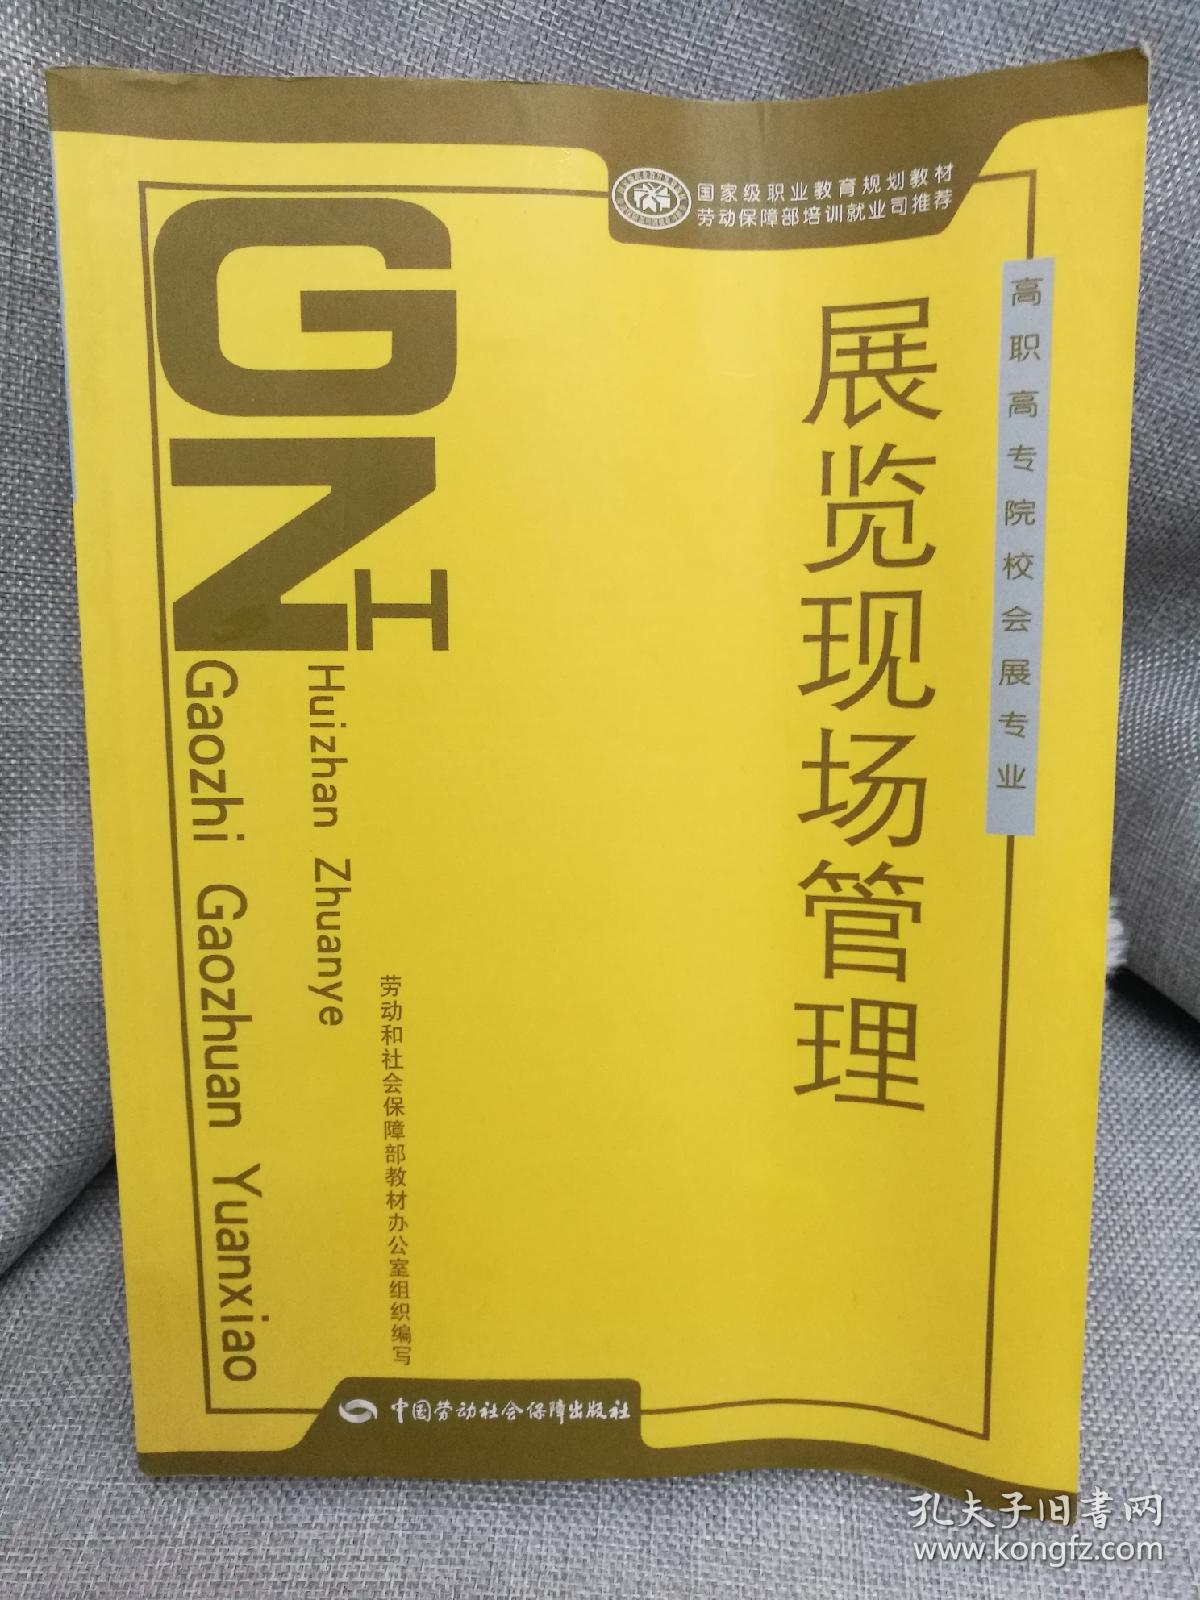 国家级职业教育规划教材
劳动保障部培训就业司推荐
高职高专院校会展专业
展览现场管理
GZ
H
Huizhan Zhuanye
Gaozhi Gaozhuan Yuanxiao
劳动和社会保障部教材办公室组织编写
中国劳动社会保障出版社
孔夫子旧书网
www.kongfz.com